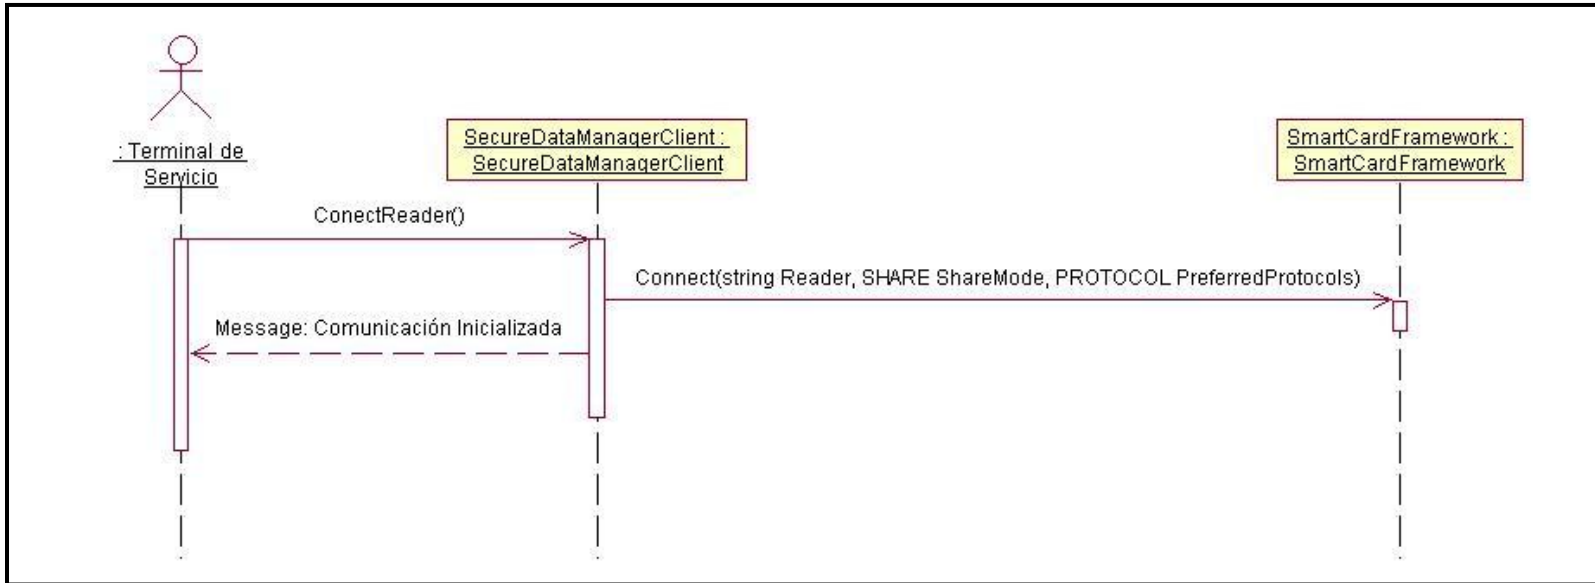 : Terminal de
Servicio
SecureDataManagerClient :
SecureDataManagerClient
SmartCardFramework :
SmartCardFramework
ConectReader()
Connect(string Reader, SHARE ShareMode, PROTOCOL PreferredProtocols)
Message: Comunicación Inicializada